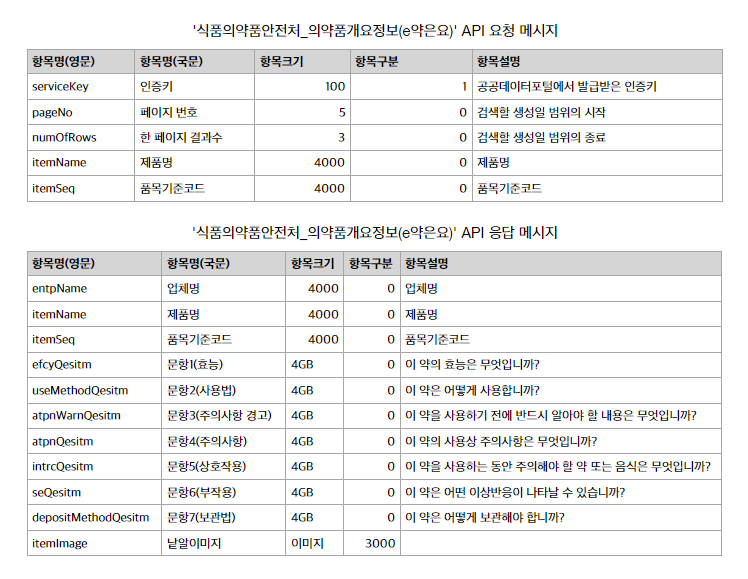 '식품의약품안전처_의약품개요정보(e약은요)' API 요청 메시지
항목명(영문) 항목명(국문) 항목크기 항목구분 항목설명
serviceKey 인증키 100 1 공공데이터포털에서 발급받은 인증키
pageNo 페이지 번호 5 0 검색할 생성일 범위의 시작
numOfRows 한 페이지 결과수 3 0 검색할 생성일 범위의 종료
itemName 제품명 4000 0 제품명
itemSeq 품목기준코드 4000 0 품목기준코드
'식품의약품안전처_의약품개요정보(e약은요)' API 응답 메시지
항목명(영문) 항목명(국문) 항목크기 항목구분 항목설명
entpName 업체명 4000 0 업체명
itemName 제품명 4000 0 제품명
itemSeq 품목기준코드 4000 0 품목기준코드
efcyQesitm 문항1(효능) 4GB 0 이 약의 효능은 무엇입니까?
useMethodQesitm 문항2(사용법) 4GB 0 이 약은 어떻게 사용합니까?
atpnWarnQesitm 문항3(주의사항 경고) 4GB 0 이 약을 사용하기 전에 반드시 알아야 할 내용은 무엇입니까?
atpnQesitm 문항4(주의사항) 4GB 0 이 약의 사용상 주의사항은 무엇입니까?
intrcQesitm 문항5(상호작용) 4GB 0 이 약을 사용하는 동안 주의해야 할 약 또는 음식은 무엇입니까?
seQesitm 문항6(부작용) 4GB 0 이 약은 어떤 이상반응이 나타날 수 있습니까?
depositMethodQesitm 문항7(보관법) 4GB 0 이 약은 어떻게 보관해야 합니까?
itemImage 낱알이미지 이미지 3000